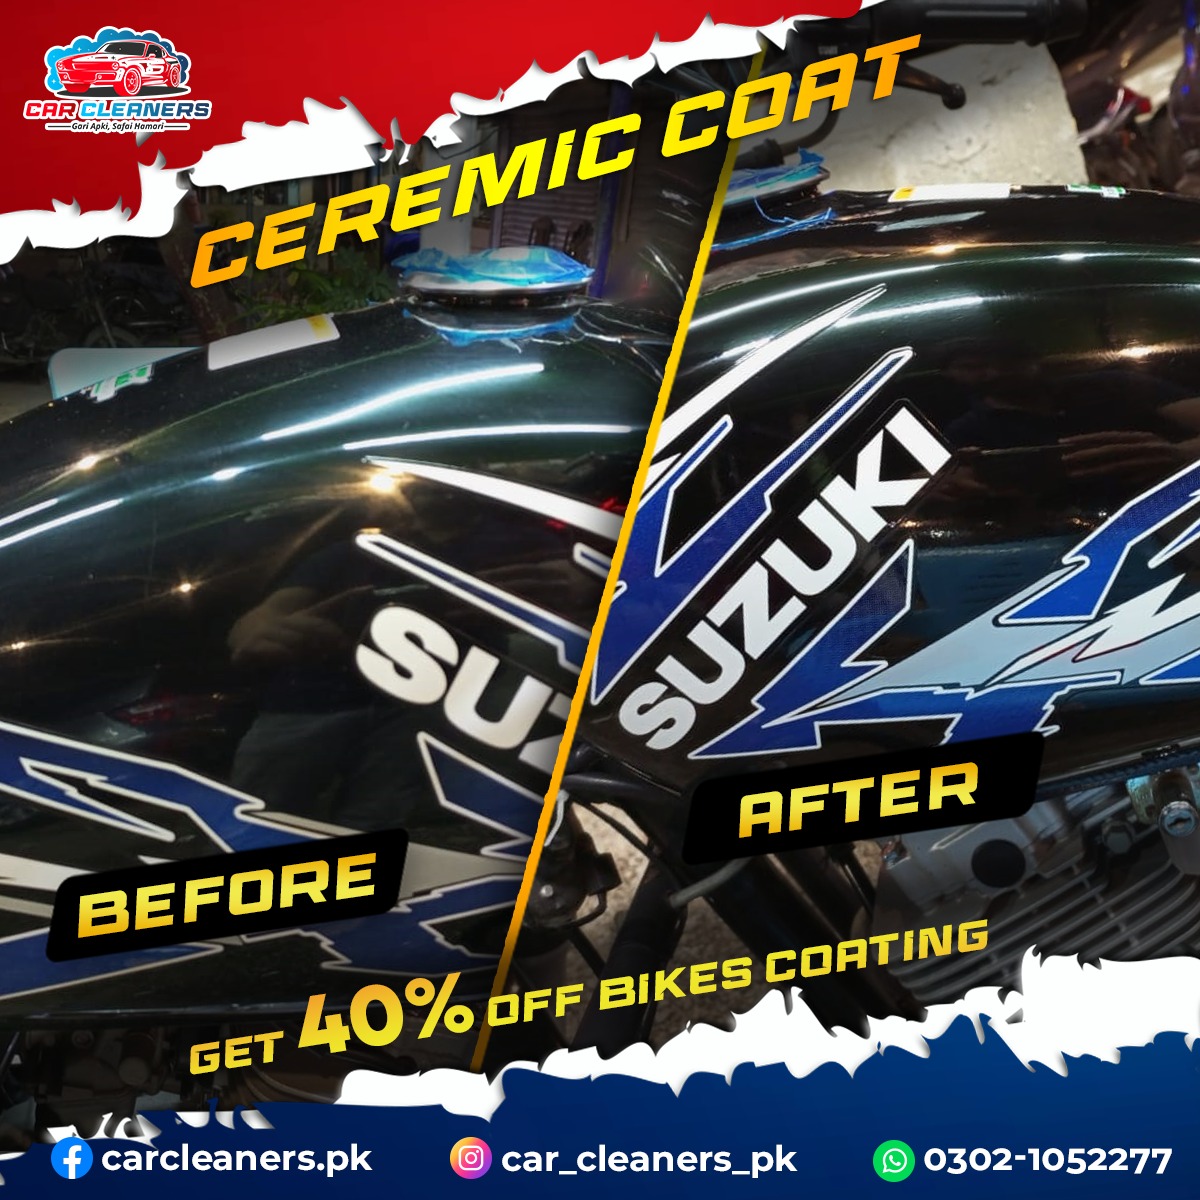 CAR CLEANERS
Gari Apki, Safai Hamari
CEREMIC COAT
SUZ
SUZUKI
BEFORE
AFTER
GET 40% OFF BIKES COATING
carcleaners.pk
car_cleaners_pk
0302-1052277